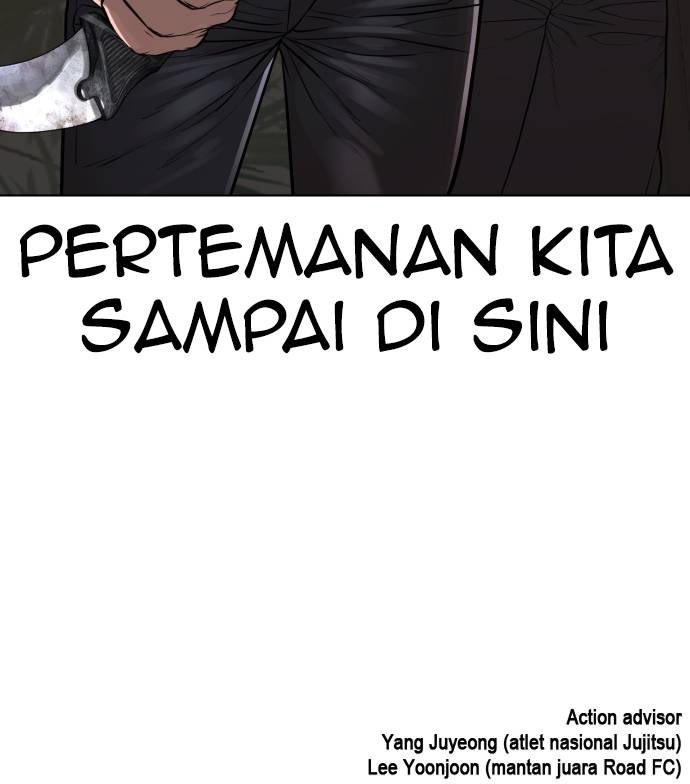 PERTEMANAN KITA
SAMPAI DI SINI
Action advisor
Yang Juyeong (atlet nasional Jujitsu)
Lee Yoonjoon (mantan juara Road FC)